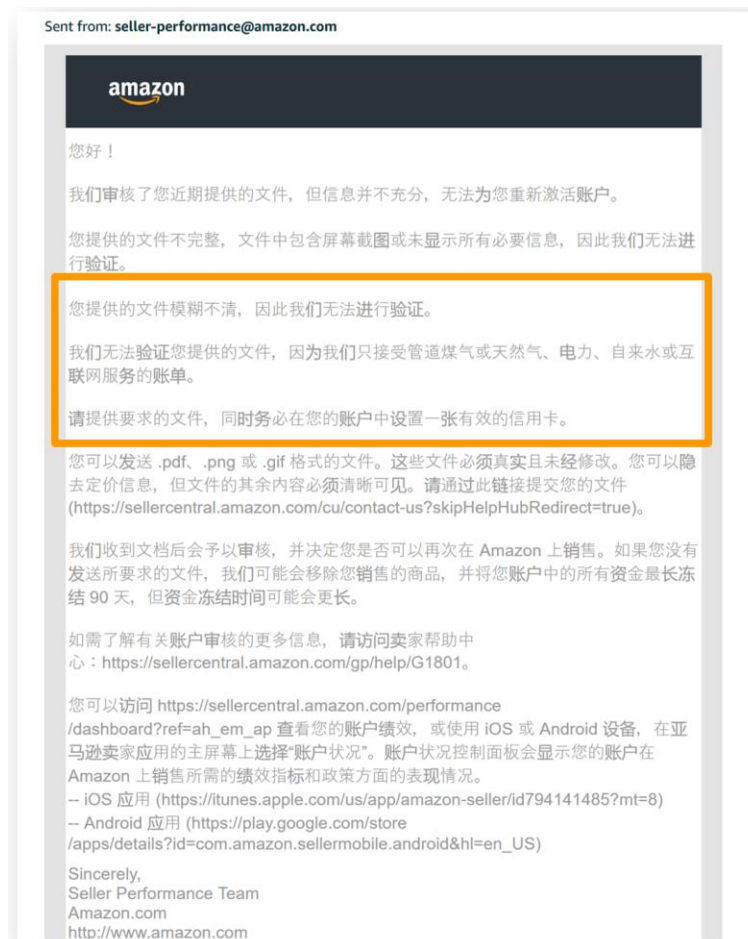 Sent from: seller-performance@amazon.com
amazon
您好！
我们审核了您近期提供的文件，但信息并不充分，无法为您重新激活账户。
您提供的文件不完整，文件中包含屏幕截图或未显示所有必要信息，因此我们无法进
行验证。
您提供的文件模糊不清，因此我们无法进行验证。
我们无法验证您提供的文件，因为我们只接受管道煤气或天然气、电力、自来水或互
联网服务的账单。
请提供要求的文件，同时务必在您的账户中设置一张有效的信用卡。
您可以发送 .pdf、.png 或 .gif 格式的文件。这些文件必须真实且未经修改。您可以隐
去定价信息，但文件的其余内容必须清晰可见。请通过此链接提交您的文件
(https://sellercentral.amazon.com/cu/contact-us?skipHelpHubRedirect=true)。
我们收到文档后会予以审核，并决定您是否可以再次在 Amazon 上销售。如果您没有
发送所要求的文件，我们可能会移除您销售的商品，并将您账户中的所有资金最长冻
结 90 天，但资金冻结时间可能会更长。
如需了解有关账户审核的更多信息，请访问卖家帮助中
心：https://sellercentral.amazon.com/gp/help/G1801。
您可以访问 https://sellercentral.amazon.com/performance
/dashboard?ref=ah_em_ap 查看您的账户绩效，或使用 iOS 或 Android 设备，在亚
马逊卖家应用的主屏幕上选择“账户状况”。账户状况控制面板会显示您的账户在
Amazon 上销售所需的绩效指标和政策方面的表现情况。
-- iOS 应用 (https://itunes.apple.com/us/app/amazon-seller/id794141485?mt=8)
-- Android 应用 (https://play.google.com/store
/apps/details?id=com.amazon.sellermobile.android&hl=en_US)
Sincerely,
Seller Performance Team
Amazon.com
http://www.amazon.com